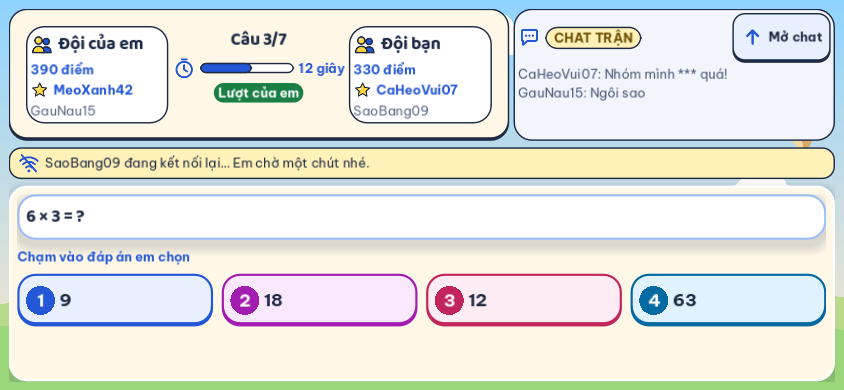 Đội của em
390 điểm
MeoXanh42
GauNau15
Câu 3/7
12 giây
Lượt của em
Đội bạn
330 điểm
CaHeoVui07
SaoBang09
CHAT TRẬN
Mở chat
CaHeoVui07: Nhóm mình *** quá!
GauNau15: Ngôi sao
SaoBang09 đang kết nối lại... Em chờ một chút nhé.
6 × 3 = ?
Chạm vào đáp án em chọn
1 9
2 18
3 12
4 63